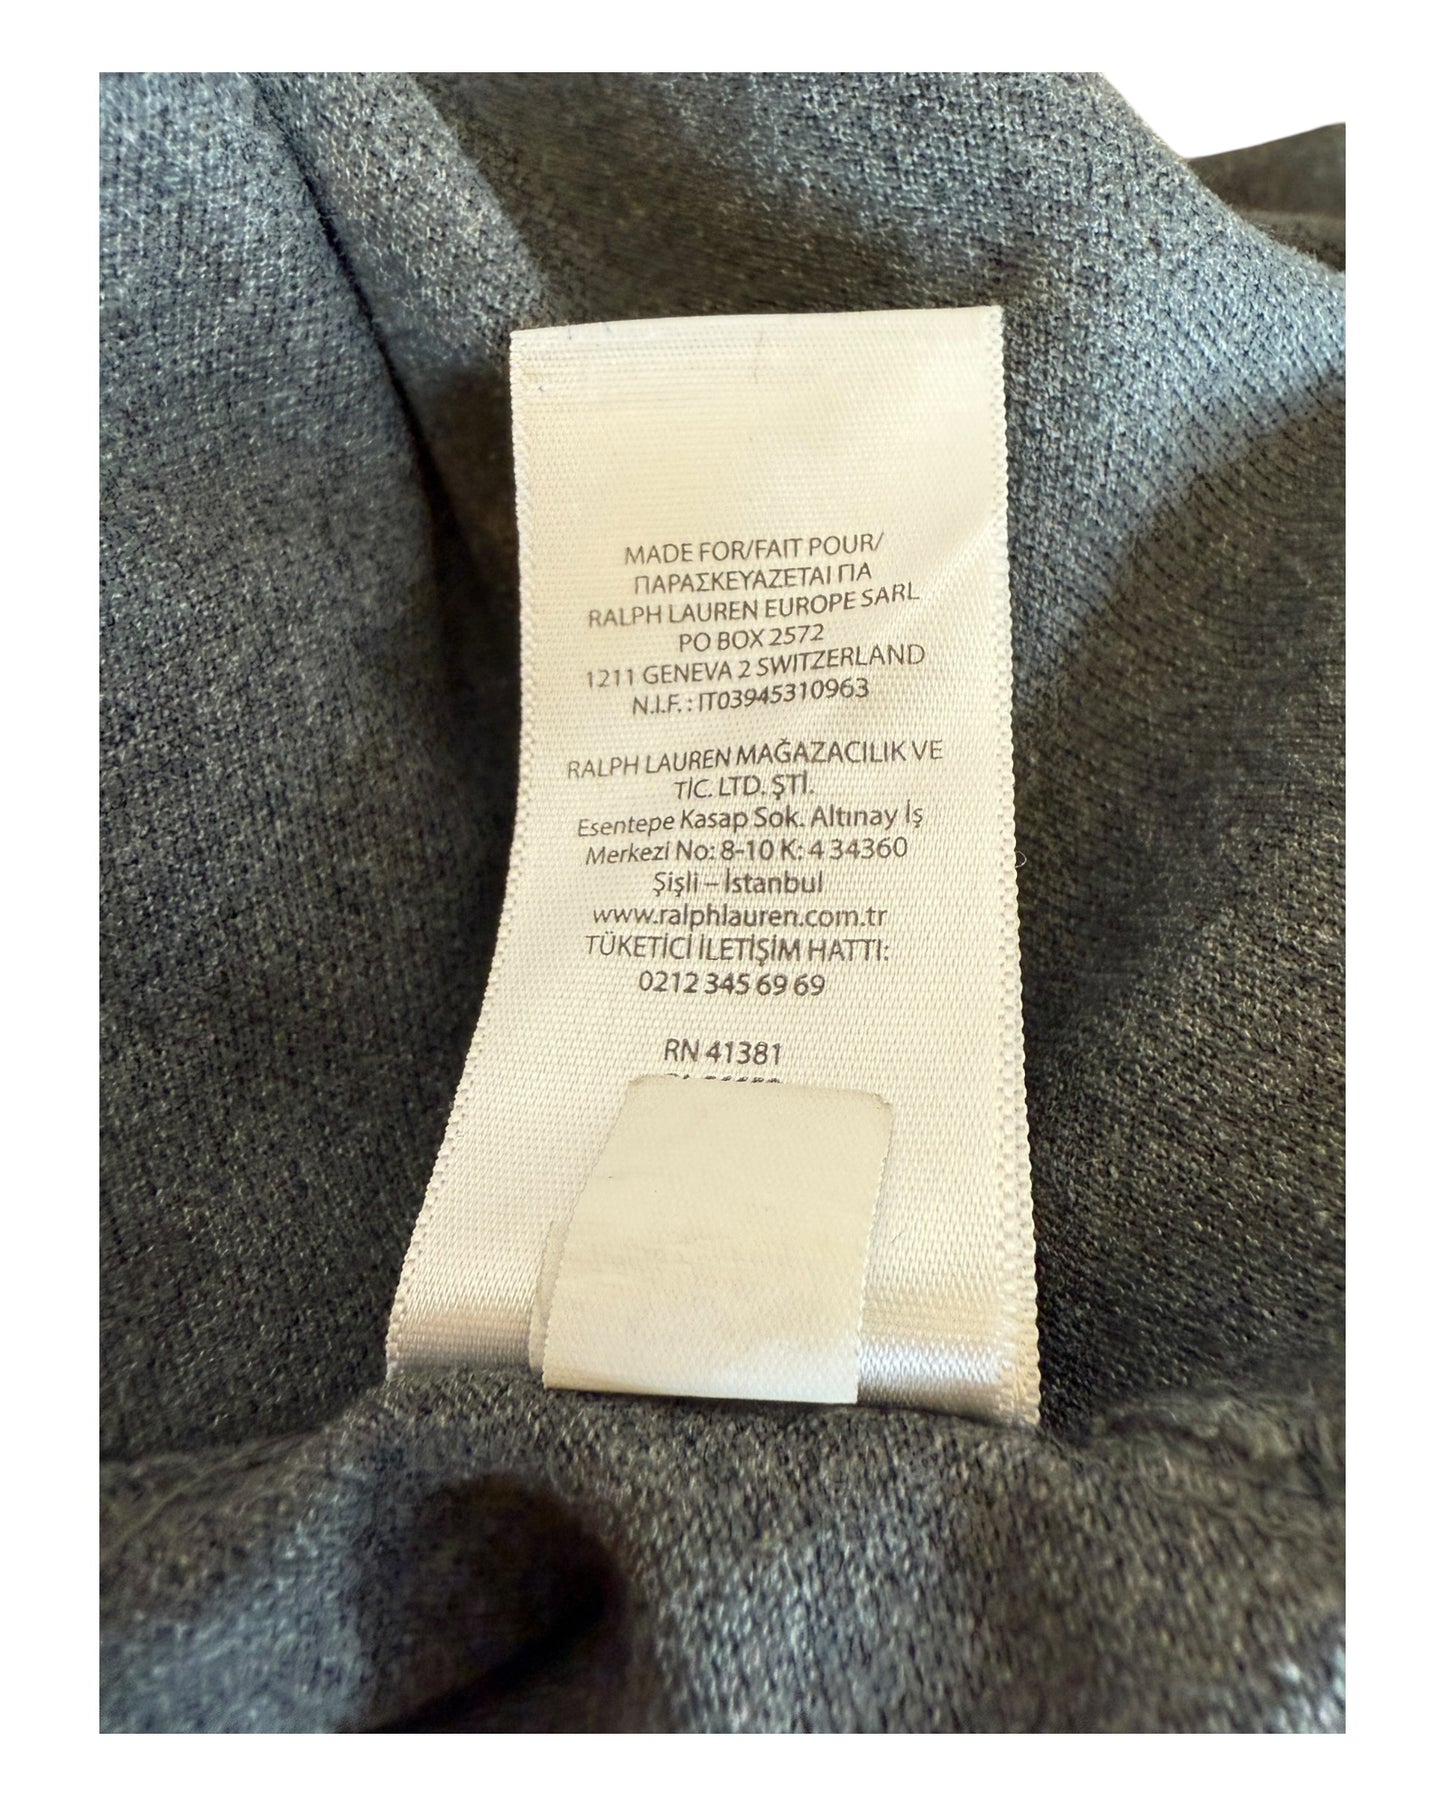 MADE FOR/FAIT POUR/
ΠΑΡΑΣΚΕΥΑΖΕΤΑΙ ΓΙΑ
RALPH LAUREN EUROPE SARL
PO BOX 2572
1211 GENEVA 2 SWITZERLAND
N.I.F. : IT03945310963
RALPH LAUREN MAĞAZACILIK VE
TİC. LTD. ŞTİ.
Esentepe Kasap Sok. Altınay İş
Merkezi No: 8-10 K: 4 34360
Şişli – İstanbul
www.ralphlauren.com.tr
TÜKETİCİ İLETİŞİM HATTI:
0212 345 69 69
RN 41381